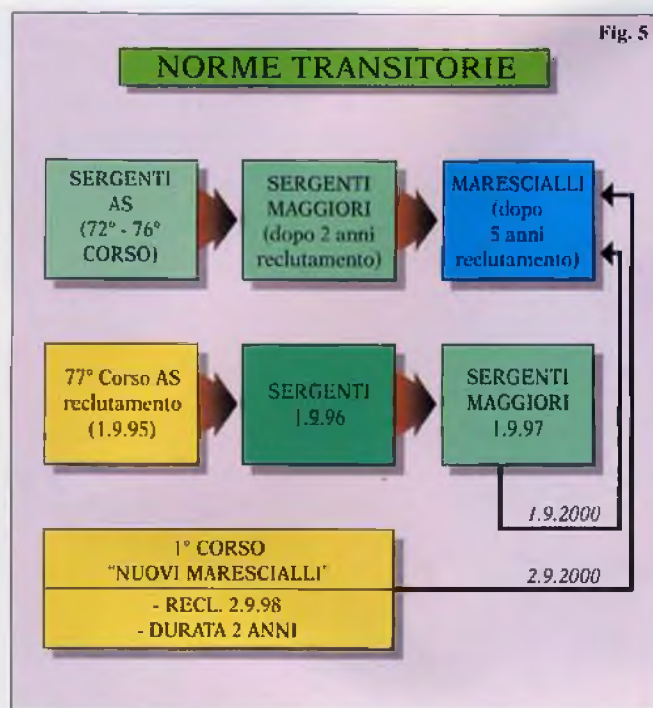 Fig. 5
NORME TRANSITORIE
SERGENTI
AS
(72° - 76°
CORSO)
SERGENTI
MAGGIORI
(dopo 2 anni
reclutamento)
MARESCIALLI
(dopo
5 anni
reclutamento)
77° Corso AS
reclutamento
(1.9.95)
SERGENTI
1.9.96
SERGENTI
MAGGIORI
1.9.97
1.9.2000
1° CORSO
"NUOVI MARESCIALLI"
- RECL. 2.9.98
- DURATA 2 ANNI
2.9.2000